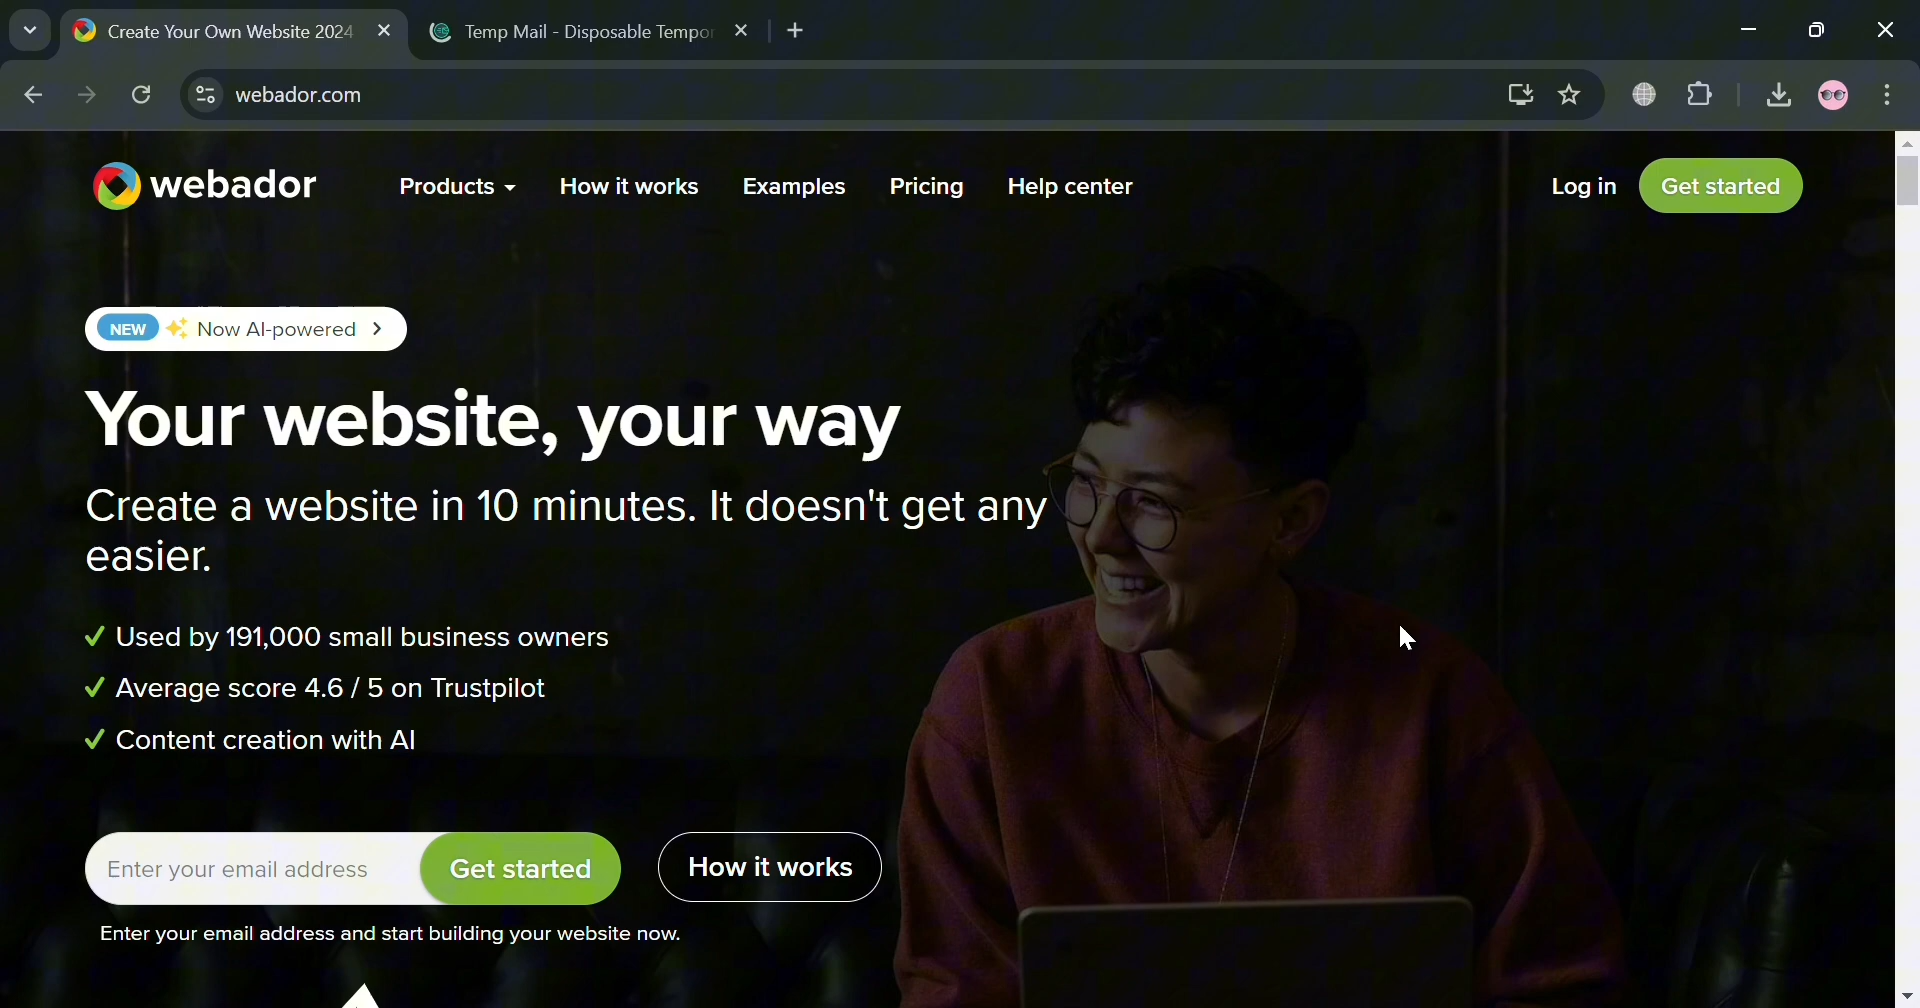 Create Your Own Website 2024
Temp Mail - Disposable Tempor
webador.com
webador
Products
How it works
Examples
Pricing
Help center
Log in
Get started
NEW
Now AI-powered
Your website, your way
Create a website in 10 minutes. It doesn't get any
easier.
Used by 191,000 small business owners
Average score 4.6 / 5 on Trustpilot
Content creation with AI
Enter your email address
Get started
How it works
Enter your email address and start building your website now.